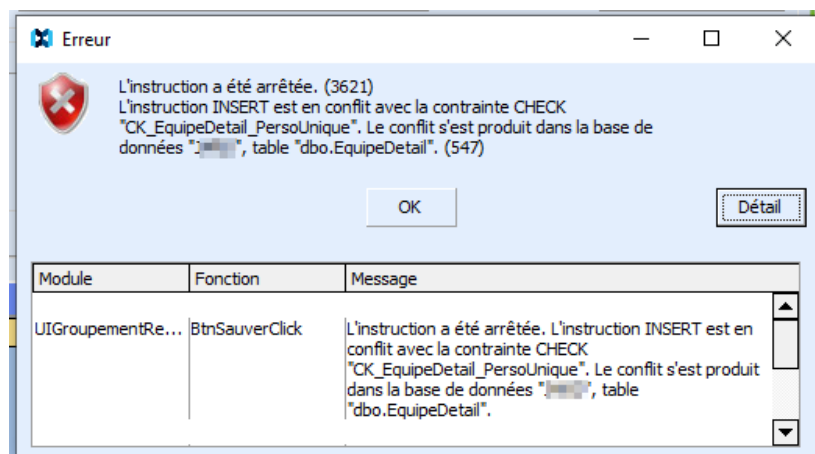 Erreur
L'instruction a été arrêtée. (3621)
L'instruction INSERT est en conflit avec la contrainte CHECK
"CK_EquipeDetail_PersoUnique". Le conflit s'est produit dans la base de
données "", table "dbo.EquipeDetail". (547)
OK
Détail
Module Fonction Message
UIGroupementRe... BtnSauverClick L'instruction a été arrêtée. L'instruction INSERT est en
conflit avec la contrainte CHECK
"CK_EquipeDetail_PersoUnique". Le conflit s'est produit
dans la base de données "", table
"dbo.EquipeDetail".